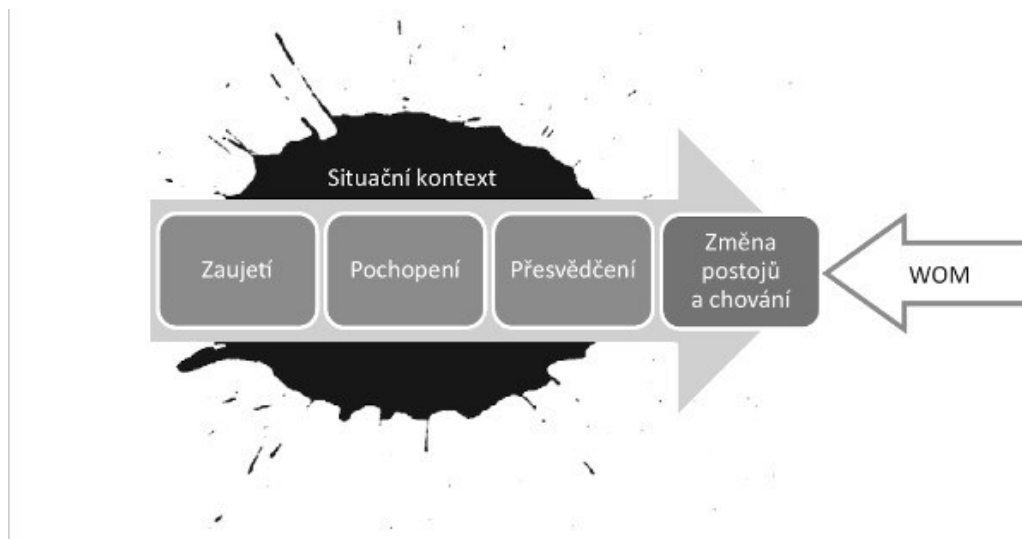 Situační kontext
Zaujetí
Pochopení
Přesvědčení
Změna
postojů
a chování
WOM